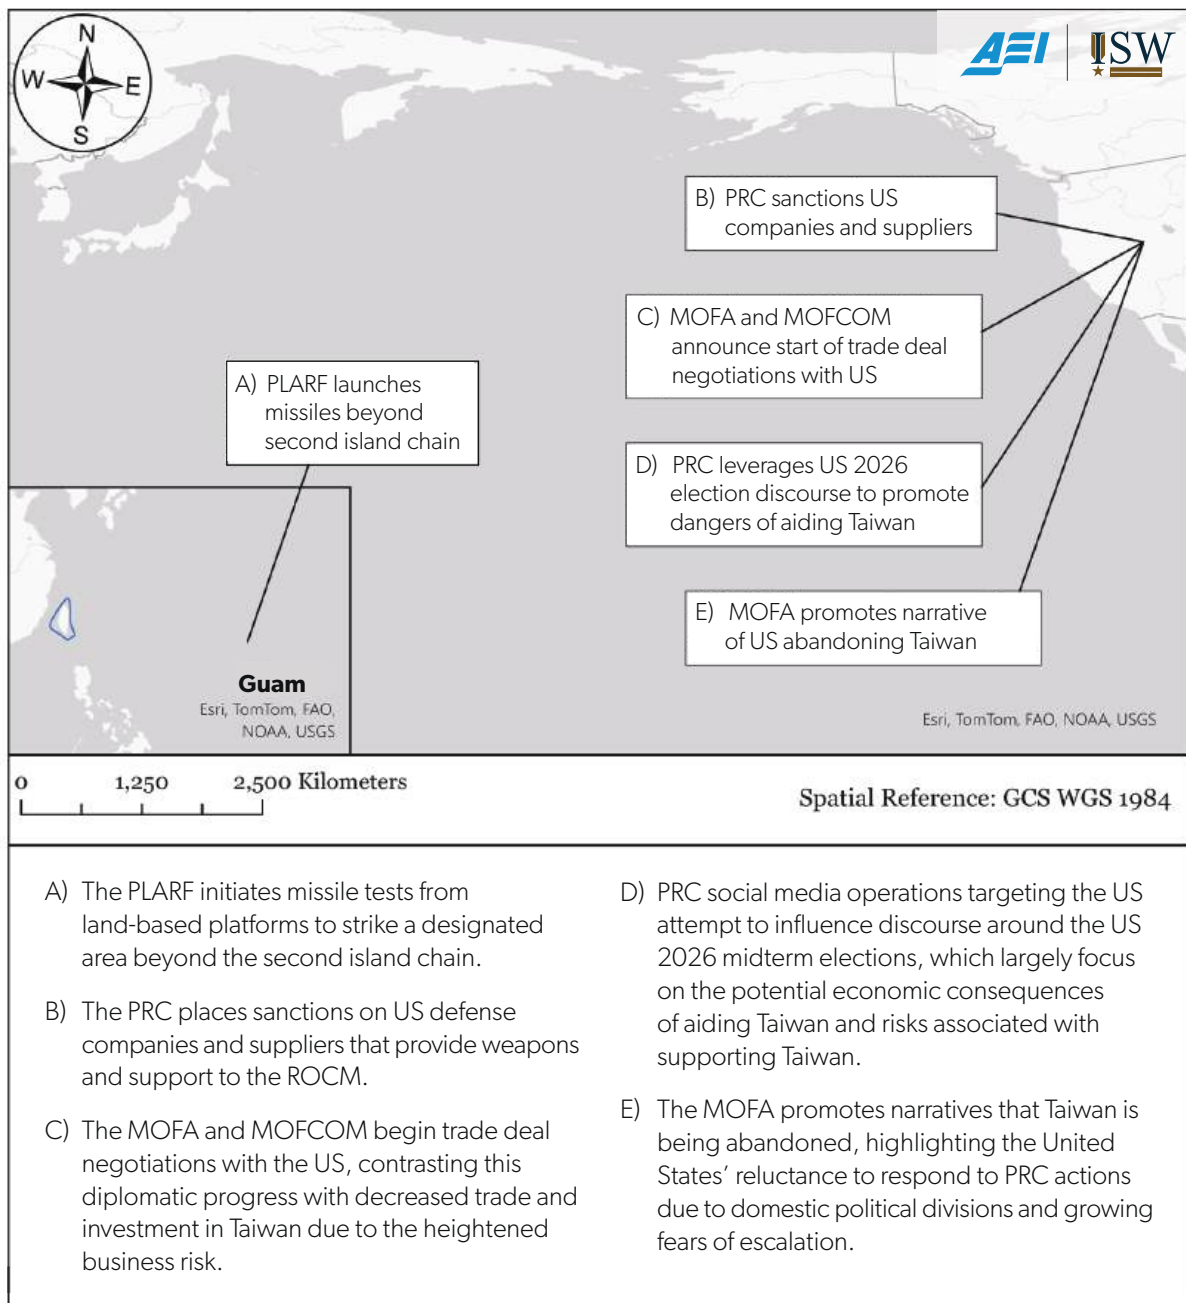 N
W
E
S
AEI
ISW
B) PRC sanctions US
companies and suppliers
C) MOFA and MOFCOM
announce start of trade deal
negotiations with US
A) PLARF launches
missiles beyond
second island chain
D) PRC leverages US 2026
election discourse to promote
dangers of aiding Taiwan
E) MOFA promotes narrative
of US abandoning Taiwan
Guam
Esri, TomTom, FAO,
NOAA, USGS
Esri, TomTom, FAO, NOAA, USGS
0 1,250 2,500 Kilometers
Spatial Reference: GCS WGS 1984
A) The PLARF initiates missile tests from
land-based platforms to strike a designated
area beyond the second island chain.
B) The PRC places sanctions on US defense
companies and suppliers that provide weapons
and support to the ROCM.
C) The MOFA and MOFCOM begin trade deal
negotiations with the US, contrasting this
diplomatic progress with decreased trade and
investment in Taiwan due to the heightened
business risk.
D) PRC social media operations targeting the US
attempt to influence discourse around the US
2026 midterm elections, which largely focus
on the potential economic consequences
of aiding Taiwan and risks associated with
supporting Taiwan.
E) The MOFA promotes narratives that Taiwan is
being abandoned, highlighting the United
States’ reluctance to respond to PRC actions
due to domestic political divisions and growing
fears of escalation.